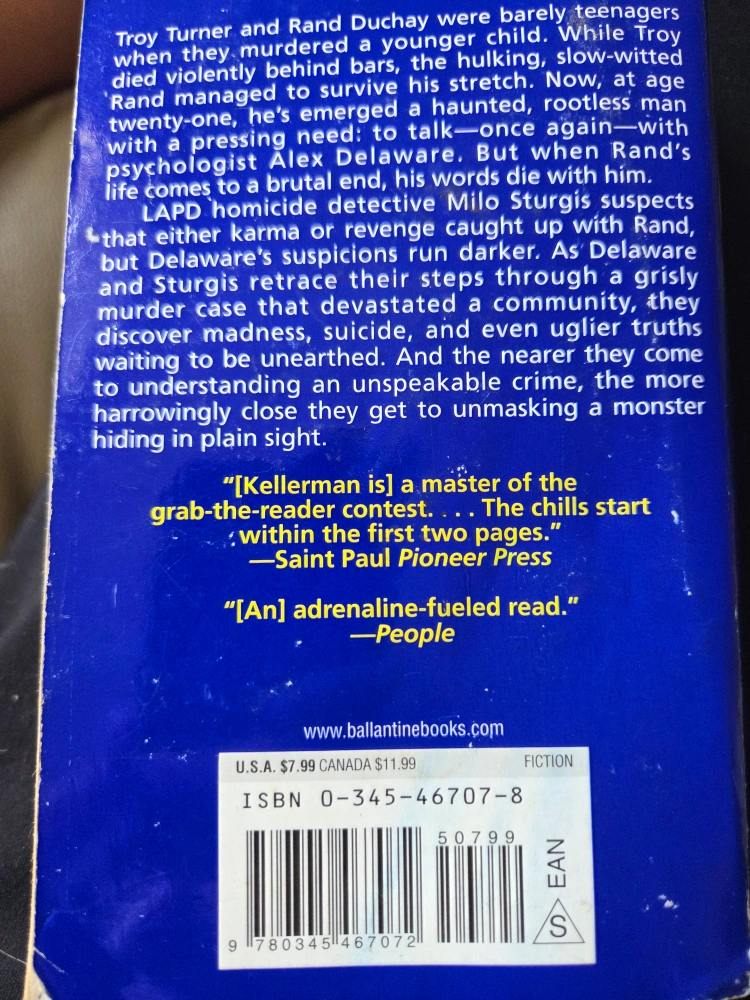 Troy Turner and Rand Duchay were barely teenagers
when they murdered a younger child. While Troy
died violently behind bars, the hulking, slow-witted
Rand managed to survive his stretch. Now, at age
twenty-one, he's emerged a haunted, rootless man
with a pressing need: to talk—once again—with
psychologist Alex Delaware. But when Rand's
life comes to a brutal end, his words die with him.
LAPD homicide detective Milo Sturgis suspects
that either karma or revenge caught up with Rand,
but Delaware's suspicions run darker. As Delaware
and Sturgis retrace their steps through a grisly
murder case that devastated a community, they
discover madness, suicide, and even uglier truths
waiting to be unearthed. And the nearer they come
to understanding an unspeakable crime, the more
harrowingly close they get to unmasking a monster
hiding in plain sight.
"[Kellerman is] a master of the
grab-the-reader contest. . . . The chills start
within the first two pages."
—Saint Paul Pioneer Press
"[An] adrenaline-fueled read."
—People
www.ballantinebooks.com
U.S.A. $7.99 CANADA $11.99 FICTION
ISBN 0-345-46707-8
50799
EAN
S
9 780345 467072